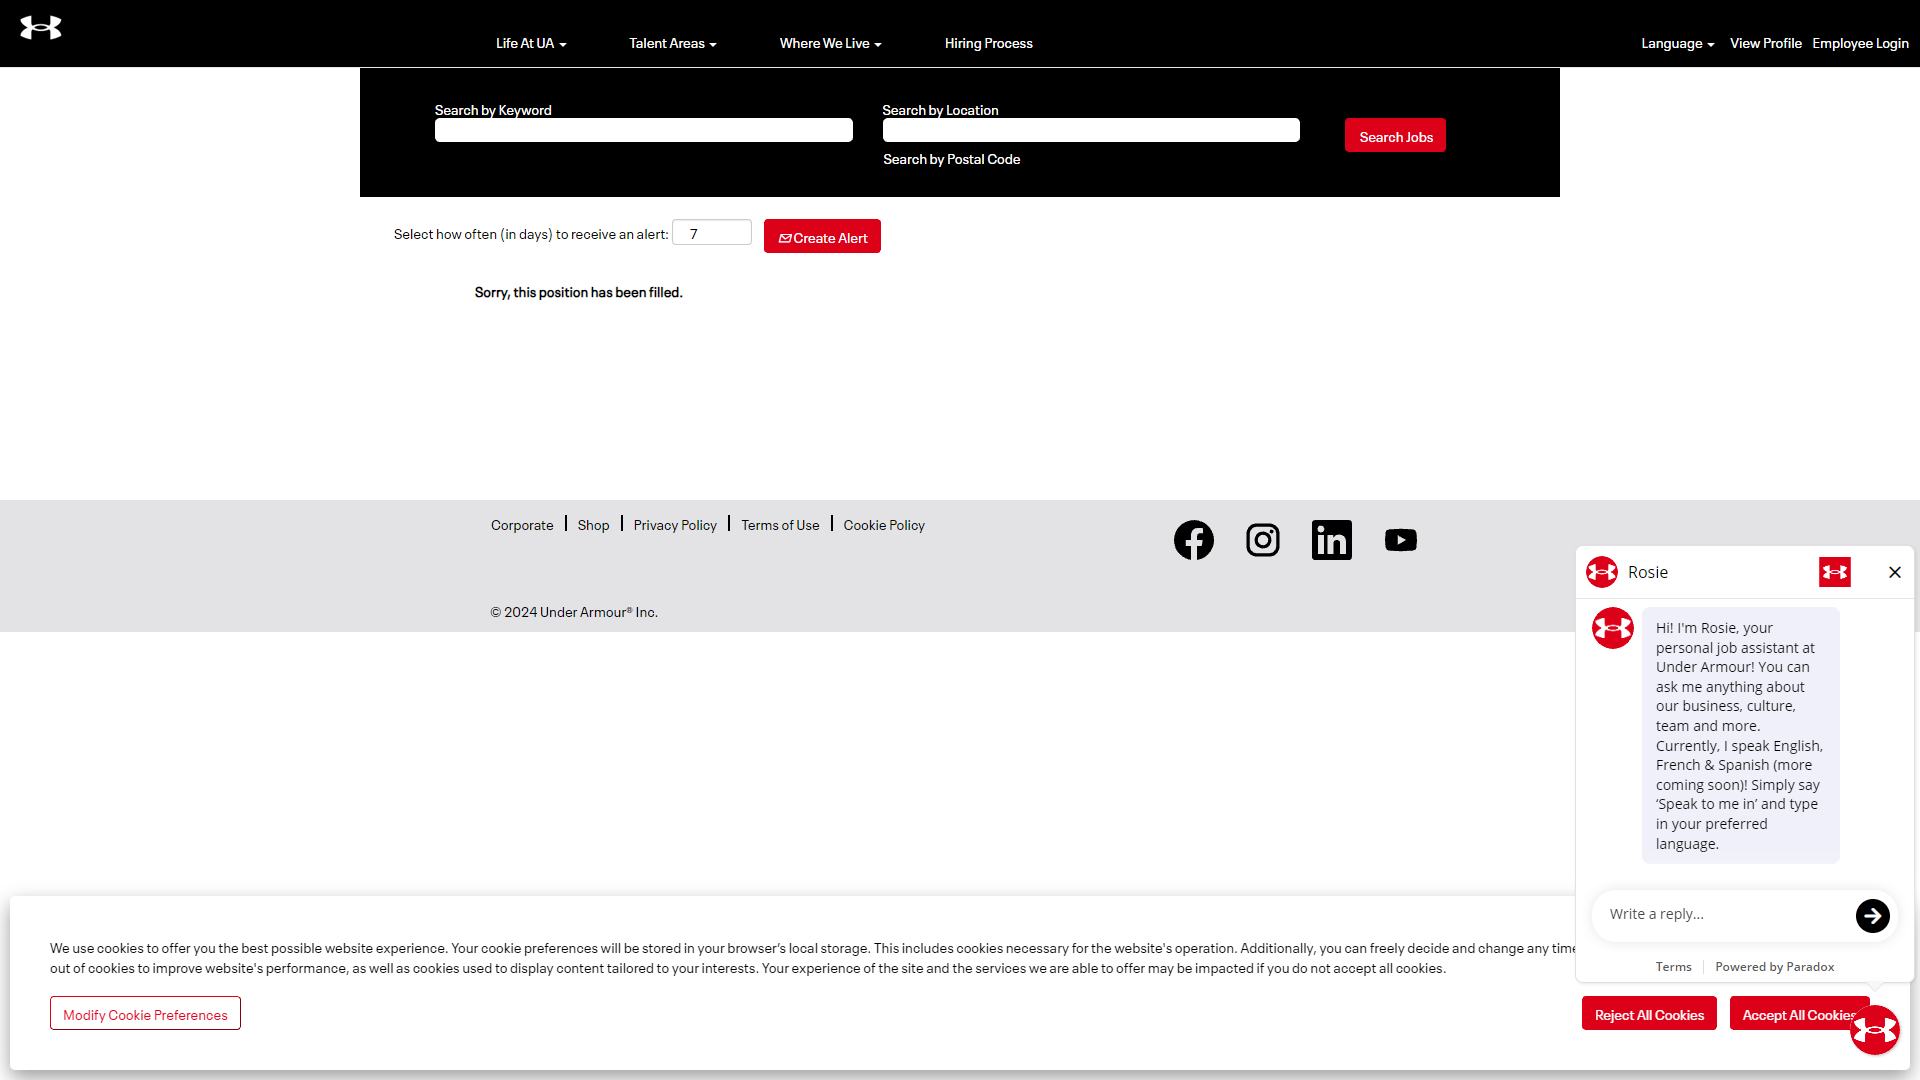 Life At UA
Talent Areas
Where We Live
Hiring Process
Language
View Profile
Employee Login
Search by Keyword
Search by Location
Search Jobs
Search by Postal Code
Select how often (in days) to receive an alert:
7
Create Alert
Sorry, this position has been filled.
Corporate
Shop
Privacy Policy
Terms of Use
Cookie Policy
© 2024 Under Armour® Inc.
Rosie
Hi! I'm Rosie, your
personal job assistant at
Under Armour! You can
ask me anything about
our business, culture,
team and more.
Currently, I speak English,
French & Spanish (more
coming soon)! Simply say
‘Speak to me in’ and type
in your preferred
language.
Write a reply...
Terms
Powered by Paradox
We use cookies to offer you the best possible website experience. Your cookie preferences will be stored in your browser’s local storage. This includes cookies necessary for the website's operation. Additionally, you can freely decide and change any time
out of cookies to improve website's performance, as well as cookies used to display content tailored to your interests. Your experience of the site and the services we are able to offer may be impacted if you do not accept all cookies.
Modify Cookie Preferences
Reject All Cookies
Accept All Cookies